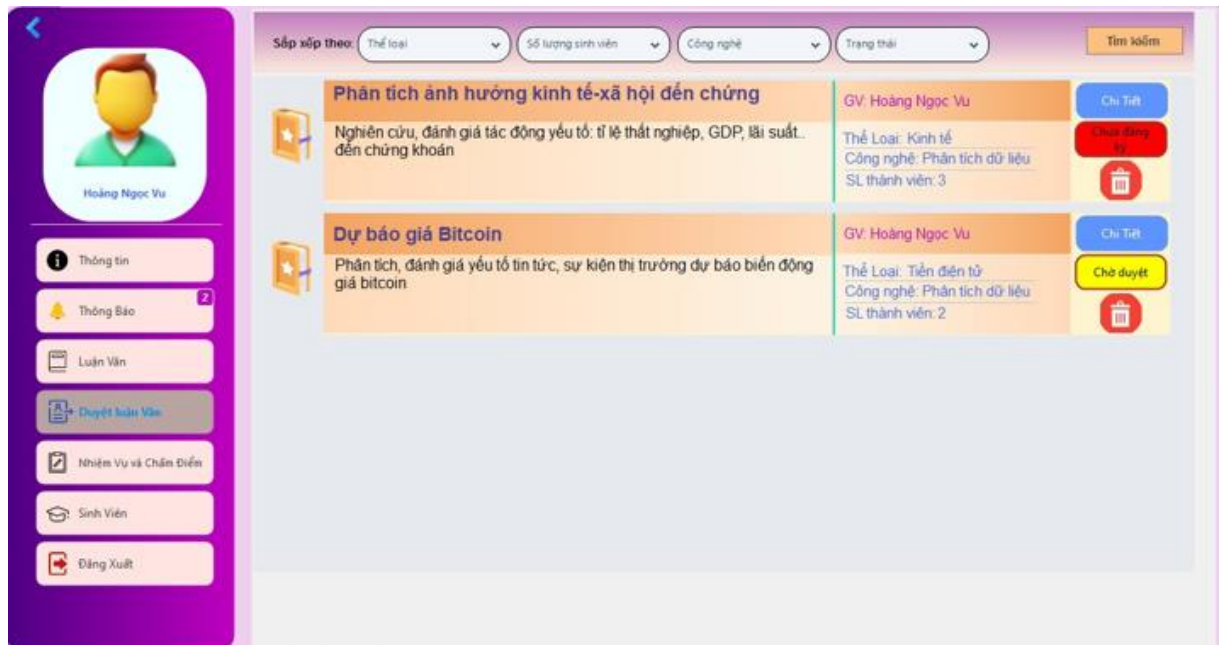 Sắp xếp theo: Thể loại Số lượng sinh viên Công nghệ Trạng thái Tìm kiếm
Hoàng Ngọc Vu
Thông tin
Thông Báo 2
Luận Văn
Duyệt luận Văn
Nhiệm Vụ và Chấm Điểm
Sinh Viên
Đăng Xuất
Phân tích ảnh hưởng kinh tế-xã hội đến chứng
Nghiên cứu, đánh giá tác động yếu tố: tỉ lệ thất nghiệp, GDP, lãi suất..
đến chứng khoán
GV: Hoàng Ngọc Vu
Thể Loại: Kinh tế
Công nghệ: Phân tích dữ liệu
SL thành viên: 3
Chi Tiết
Chưa đăng
ký
Dự báo giá Bitcoin
Phân tích, đánh giá yếu tố tin tức, sự kiện thị trường dự báo biến động
giá bitcoin
GV: Hoàng Ngọc Vu
Thể Loại: Tiền điện tử
Công nghệ: Phân tích dữ liệu
SL thành viên: 2
Chi Tiết
Chờ duyệt